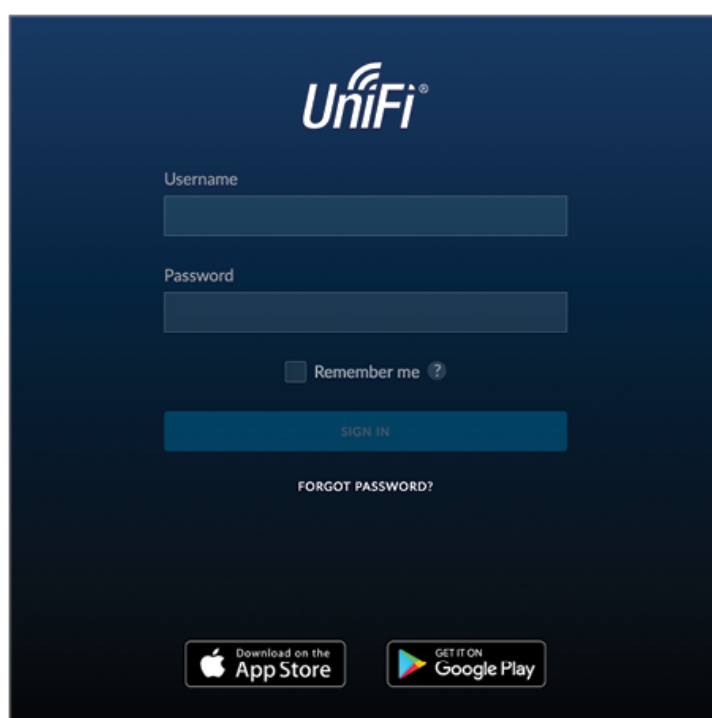 UniFi®
Username
Password
Remember me ?
SIGN IN
FORGOT PASSWORD?
Download on the
App Store
GET IT ON
Google Play